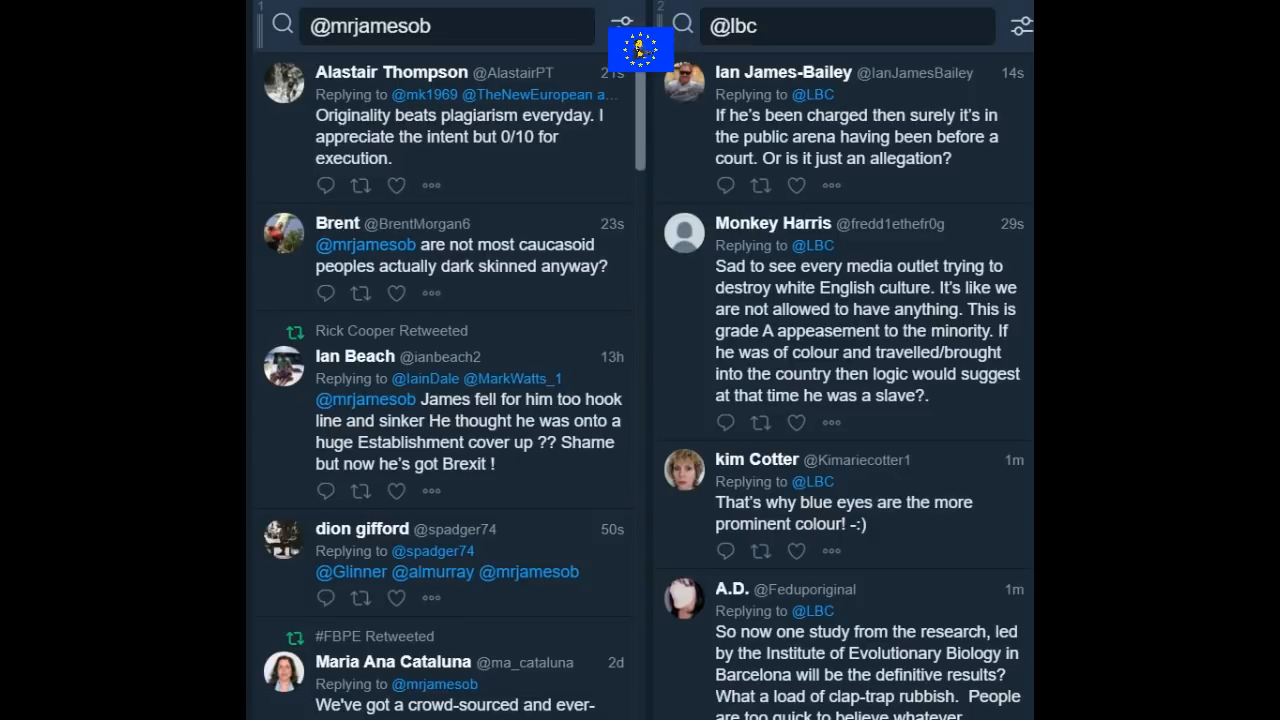 1
@mrjamesob
Alastair Thompson @AlastairPT 21s
Replying to @mk1969 @TheNewEuropean a...
Originality beats plagiarism everyday. I
appreciate the intent but 0/10 for
execution.
Brent @BrentMorgan6 23s
@mrjamesob are not most caucasoid
peoples actually dark skinned anyway?
Rick Cooper Retweeted
Ian Beach @ianbeach2 13h
Replying to @IainDale @MarkWatts_1
@mrjamesob James fell for him too hook
line and sinker He thought he was onto a
huge Establishment cover up ?? Shame
but now he's got Brexit !
dion gifford @spadger74 50s
Replying to @spadger74
@Glinner @almurray @mrjamesob
#FBPE Retweeted
Maria Ana Cataluna @ma_cataluna 2d
Replying to @mrjamesob
We've got a crowd-sourced and ever-
2
@lbc
Ian James-Bailey @IanJamesBailey 14s
Replying to @LBC
If he's been charged then surely it's in
the public arena having been before a
court. Or is it just an allegation?
Monkey Harris @fredd1ethefr0g 29s
Replying to @LBC
Sad to see every media outlet trying to
destroy white English culture. It's like we
are not allowed to have anything. This is
grade A appeasement to the minority. If
he was of colour and travelled/brought
into the country then logic would suggest
at that time he was a slave?.
kim Cotter @Kimariecotter1 1m
Replying to @LBC
That's why blue eyes are the more
prominent colour! -:)
A.D. @Feduporiginal 1m
Replying to @LBC
So now one study from the research, led
by the Institute of Evolutionary Biology in
Barcelona will be the definitive results?
What a load of clap-trap rubbish.  People
are too quick to believe whatever